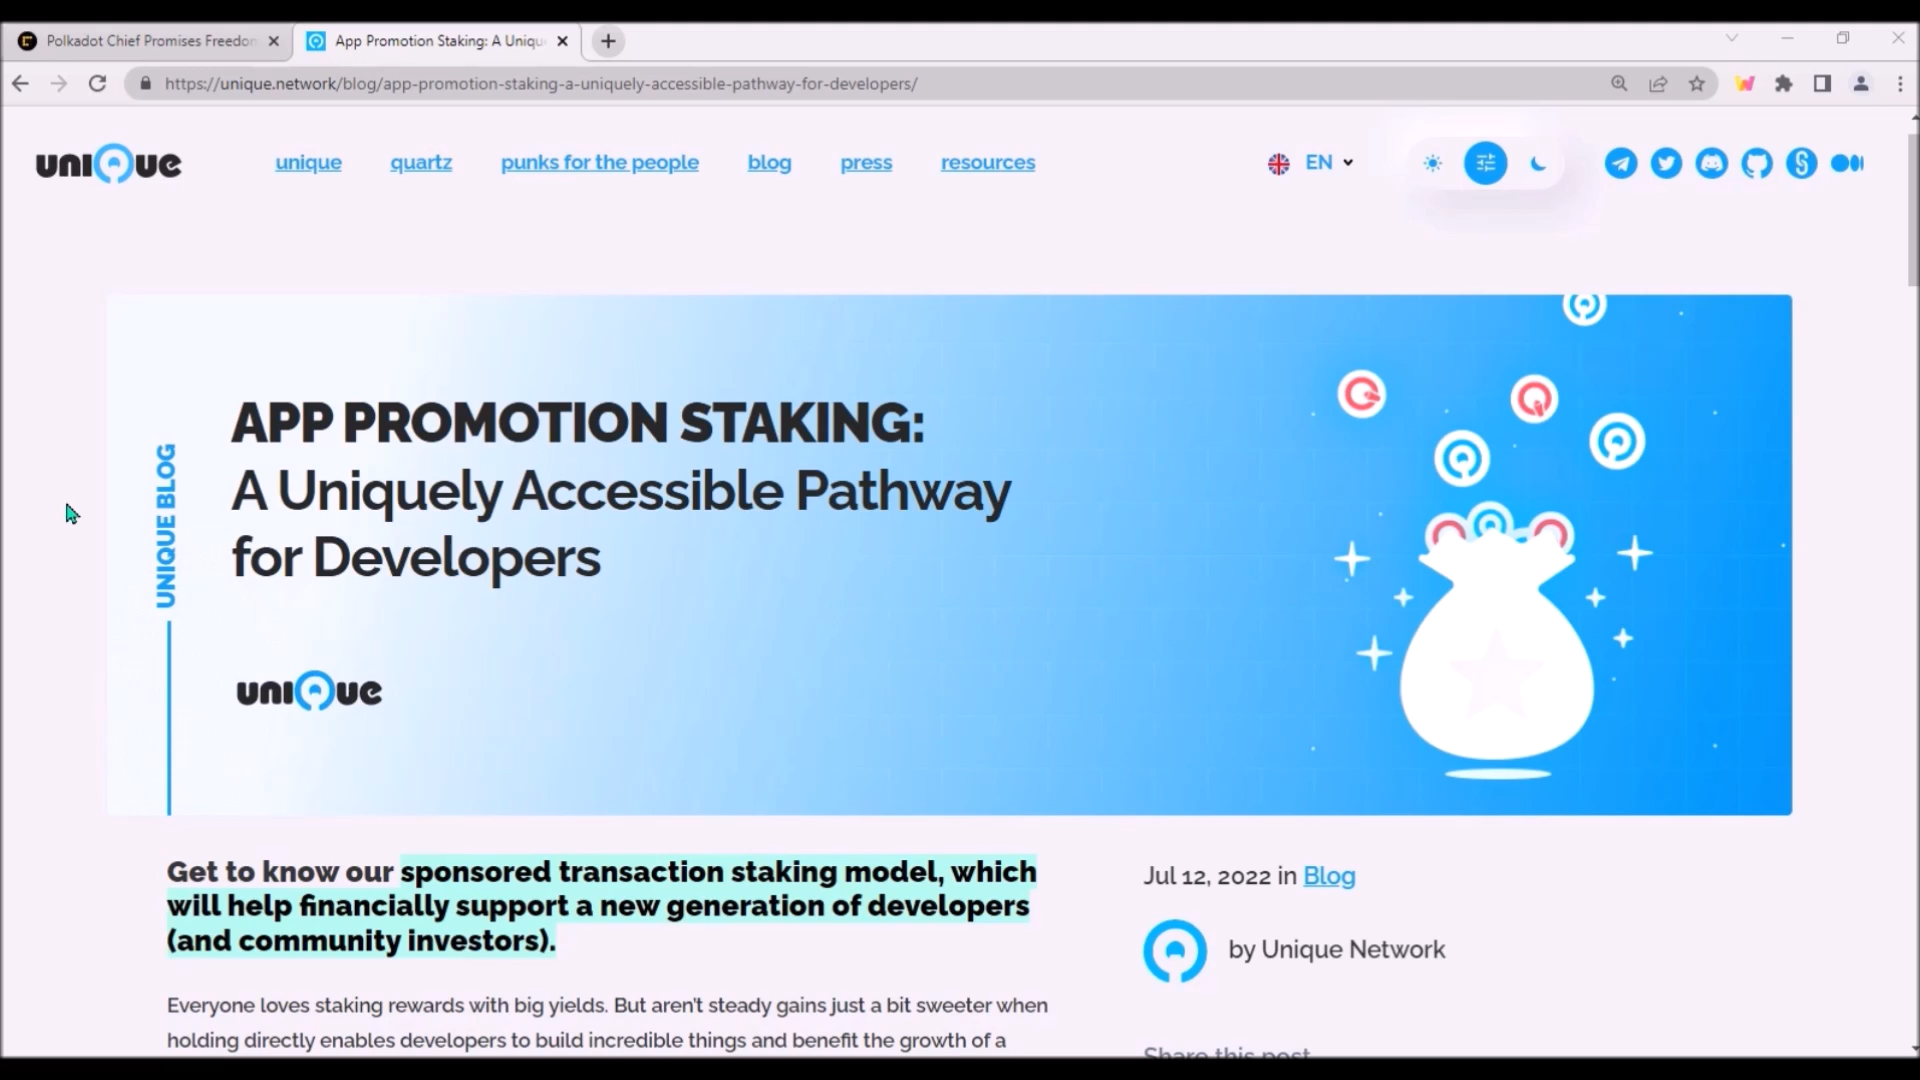 Polkadot Chief Promises Freedom
App Promotion Staking: A Uniqu
https://unique.network/blog/app-promotion-staking-a-uniquely-accessible-pathway-for-developers/
uniQue
unique
quartz
punks for the people
blog
press
resources
EN
UNIQUE BLOG
APP PROMOTION STAKING:
A Uniquely Accessible Pathway
for Developers
uniQue
Get to know our sponsored transaction staking model, which
will help financially support a new generation of developers
(and community investors).
Jul 12, 2022 in Blog
by Unique Network
Everyone loves staking rewards with big yields. But aren't steady gains just a bit sweeter when
holding directly enables developers to build incredible things and benefit the growth of a
Share this post